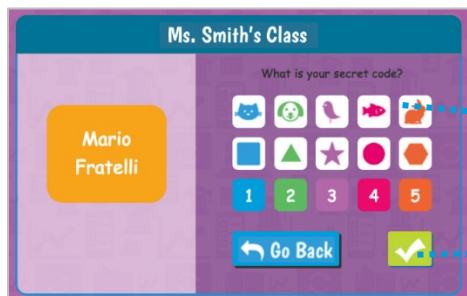 Ms. Smith's Class
What is your secret code?
Mario
Fratelli
1 2 3 4 5
Go Back